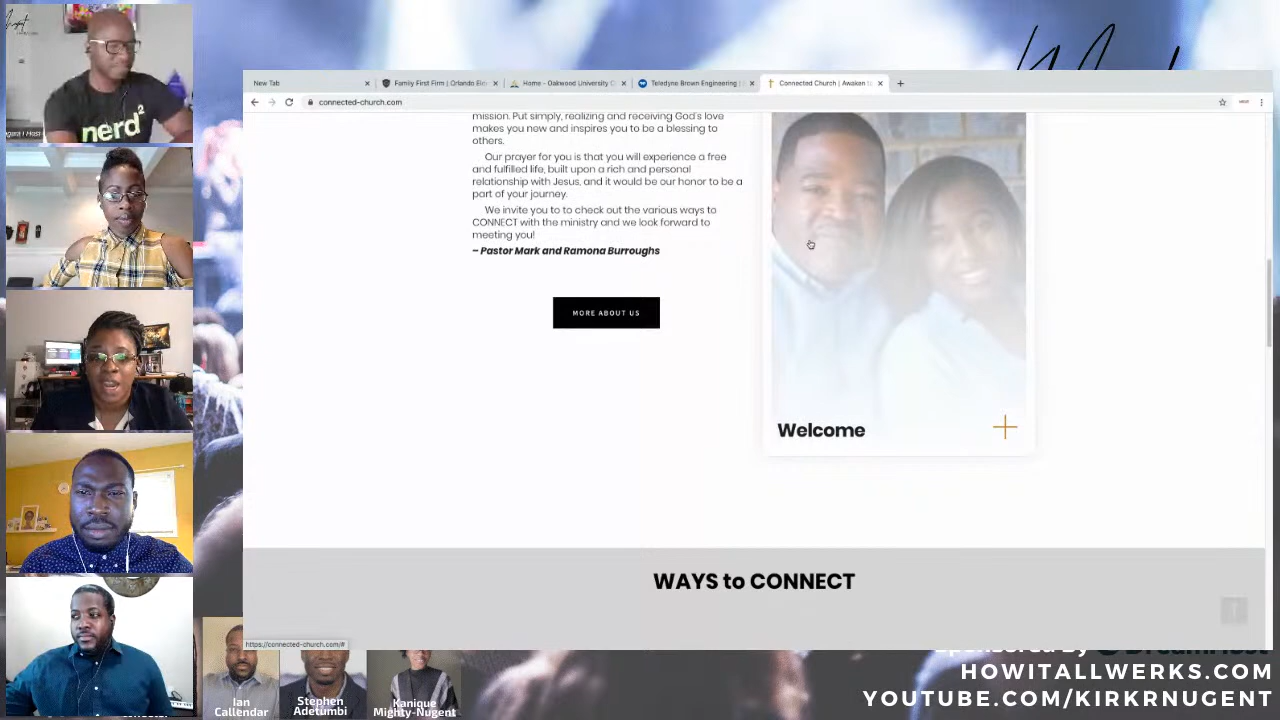 nerd²
New Tab
Family First Firm | Orlando Elde
Home - Oakwood University C
Teledyne Brown Engineering |
Connected Church | Awaken t
connected-church.com
mission. Put simply, realizing and receiving God's love
makes you new and inspires you to be a blessing to
others.
Our prayer for you is that you will experience a free
and fulfilled life, built upon a rich and personal
relationship with Jesus, and it would be our honor to be a
part of your journey.
We invite you to to check out the various ways to
CONNECT with the ministry and we look forward to
meeting you!
~ Pastor Mark and Ramona Burroughs
MORE ABOUT US
Welcome
WAYS to CONNECT
https://connected-church.com/#
Ian
Callendar
Stephen
Adetumbi
Kanique
Mighty-Nugent
HOWITALLWERKS.COM
YOUTUBE.COM/KIRKRNUGENT